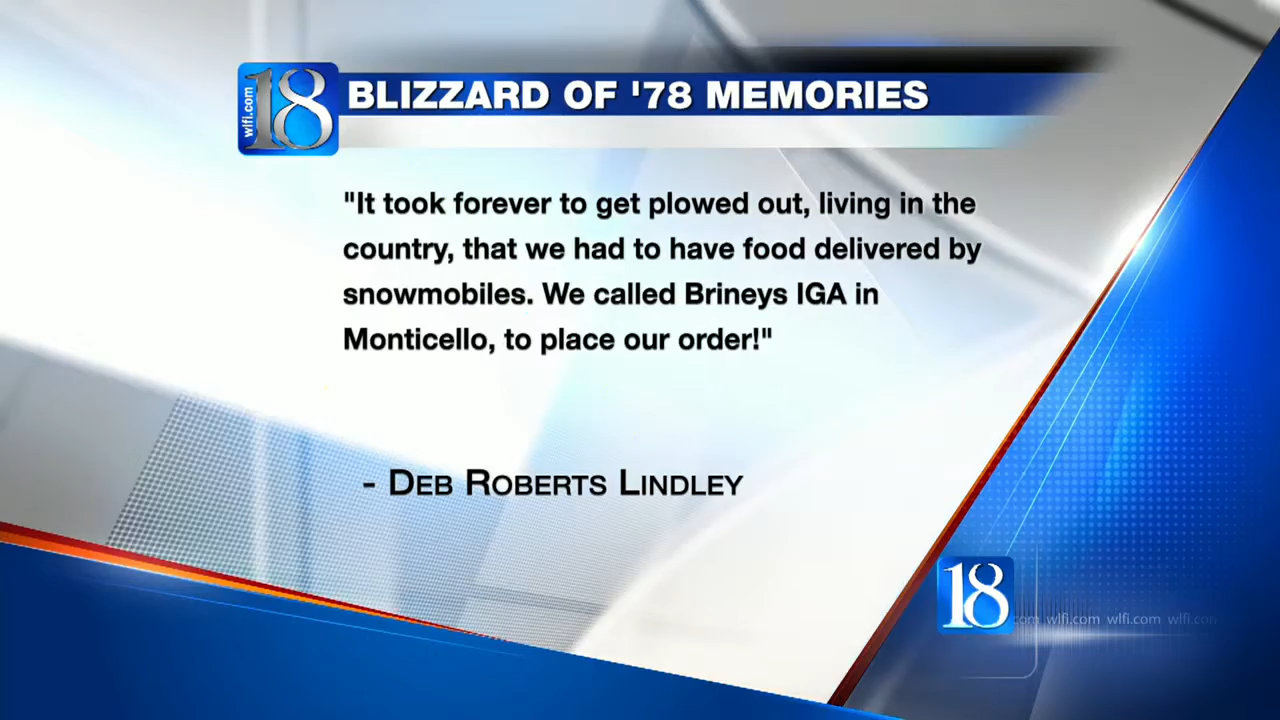 wlfi.com
18
BLIZZARD OF '78 MEMORIES
"It took forever to get plowed out, living in the
country, that we had to have food delivered by
snowmobiles. We called Brineys IGA in
Monticello, to place our order!"
- DEB ROBERTS LINDLEY
18
.com wlfi.com wlfi.com wlfi.con